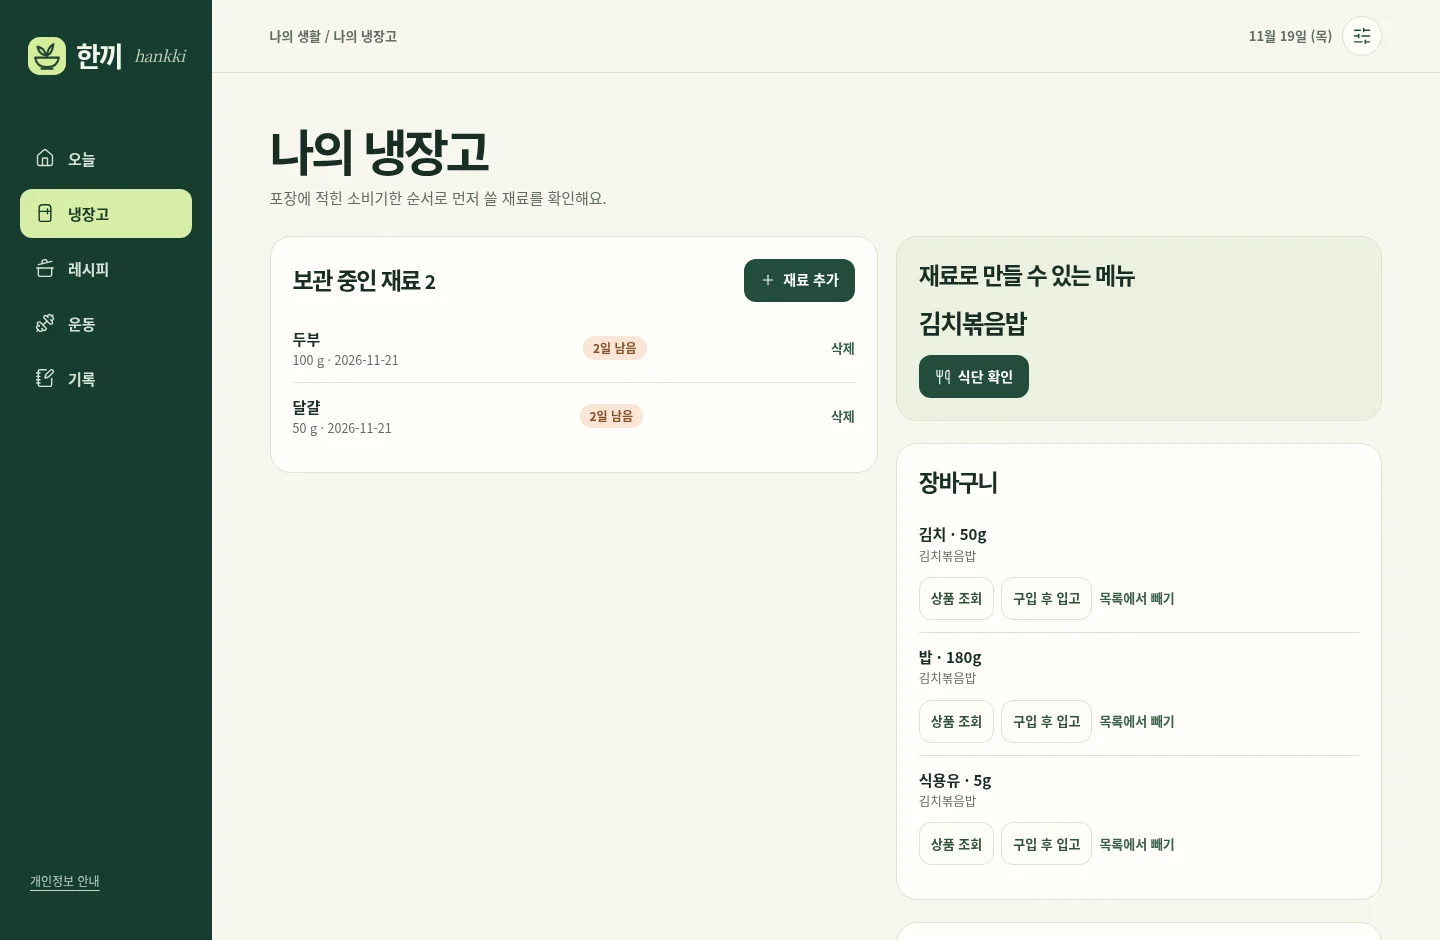 한끼 hankki
오늘
냉장고
레시피
운동
기록
개인정보 안내
나의 생활 / 나의 냉장고
11월 19일 (목)
나의 냉장고
포장에 적힌 소비기한 순서로 먼저 쓸 재료를 확인해요.
보관 중인 재료 2
재료 추가
두부
100 g · 2026-11-21
2일 남음
삭제
달걀
50 g · 2026-11-21
2일 남음
삭제
재료로 만들 수 있는 메뉴
김치볶음밥
식단 확인
장바구니
김치 · 50g
김치볶음밥
상품 조회 구입 후 입고 목록에서 빼기
밥 · 180g
김치볶음밥
상품 조회 구입 후 입고 목록에서 빼기
식용유 · 5g
김치볶음밥
상품 조회 구입 후 입고 목록에서 빼기